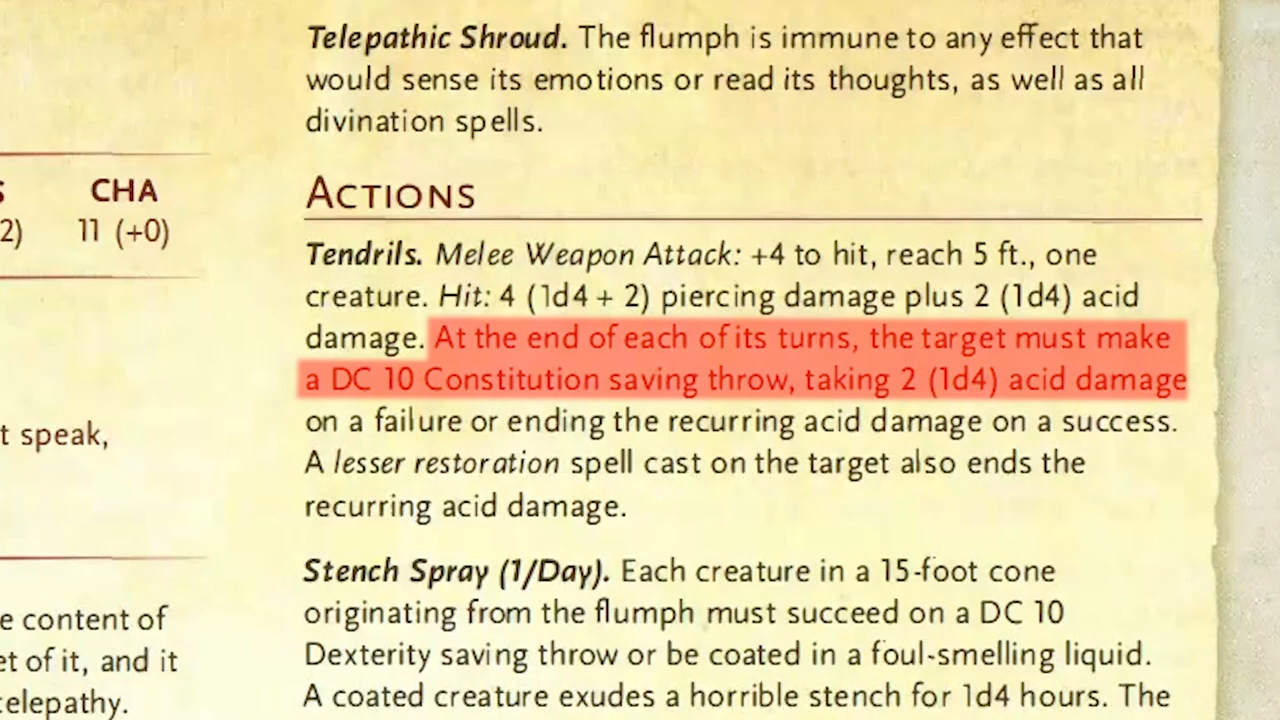 Telepathic Shroud. The flumph is immune to any effect that
would sense its emotions or read its thoughts, as well as all
divination spells.
CHA
2) 11 (+0)
ACTIONS
Tendrils. Melee Weapon Attack: +4 to hit, reach 5 ft., one
creature. Hit: 4 (1d4 + 2) piercing damage plus 2 (1d4) acid
damage. At the end of each of its turns, the target must make
a DC 10 Constitution saving throw, taking 2 (1d4) acid damage
on a failure or ending the recurring acid damage on a success.
A lesser restoration spell cast on the target also ends the
recurring acid damage.
t speak,
Stench Spray (1/Day). Each creature in a 15-foot cone
originating from the flumph must succeed on a DC 10
Dexterity saving throw or be coated in a foul-smelling liquid.
A coated creature exudes a horrible stench for 1d4 hours. The
e content of
et of it, and it
telepathy.